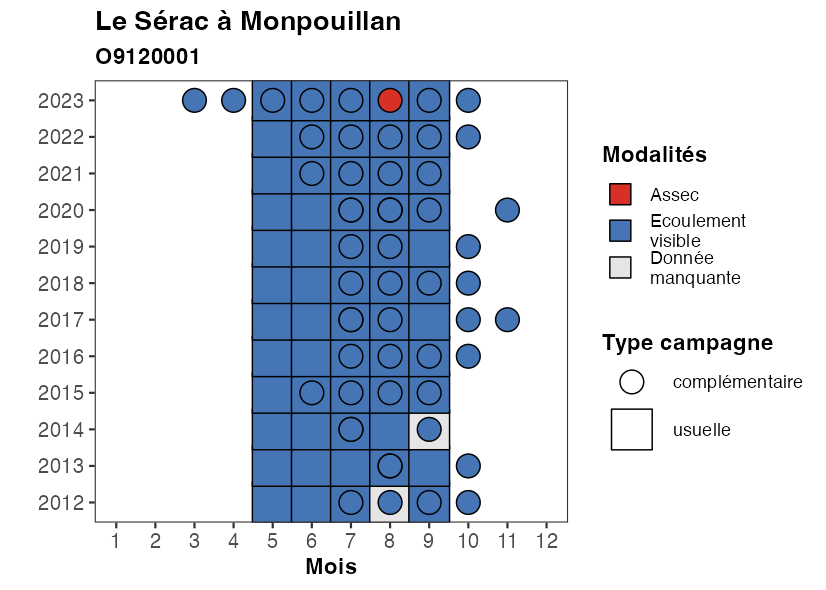 Le Sérac à Monpouillan
O9120001
2023
2022
2021
2020
2019
2018
2017
2016
2015
2014
2013
2012
1 2 3 4 5 6 7 8 9 10 11 12
Mois
Modalités
Assec
Ecoulement
visible
Donnée
manquante
Type campagne
complémentaire
usuelle